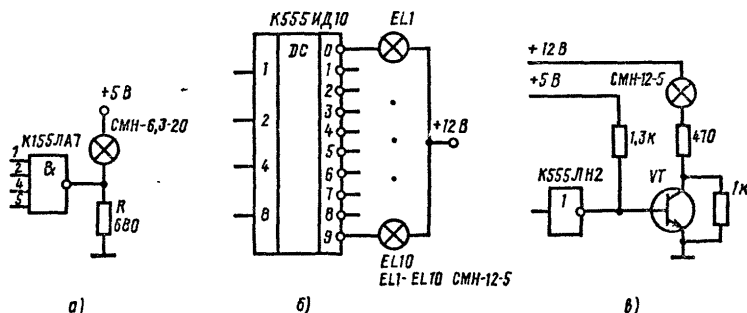 +5 В
СМН-6,3-20
К155ЛА7
1
2
4
5
&
R
680
а)
К555ИД10
DC
1
2
4
8
0
1
2
3
4
5
6
7
8
9
EL1
+12 В
EL10
EL1-EL10 СМН-12-5
б)
+12 В
+5 В
СМН-12-5
1,3к
470
К555ЛН2
1
VT
1к
в)